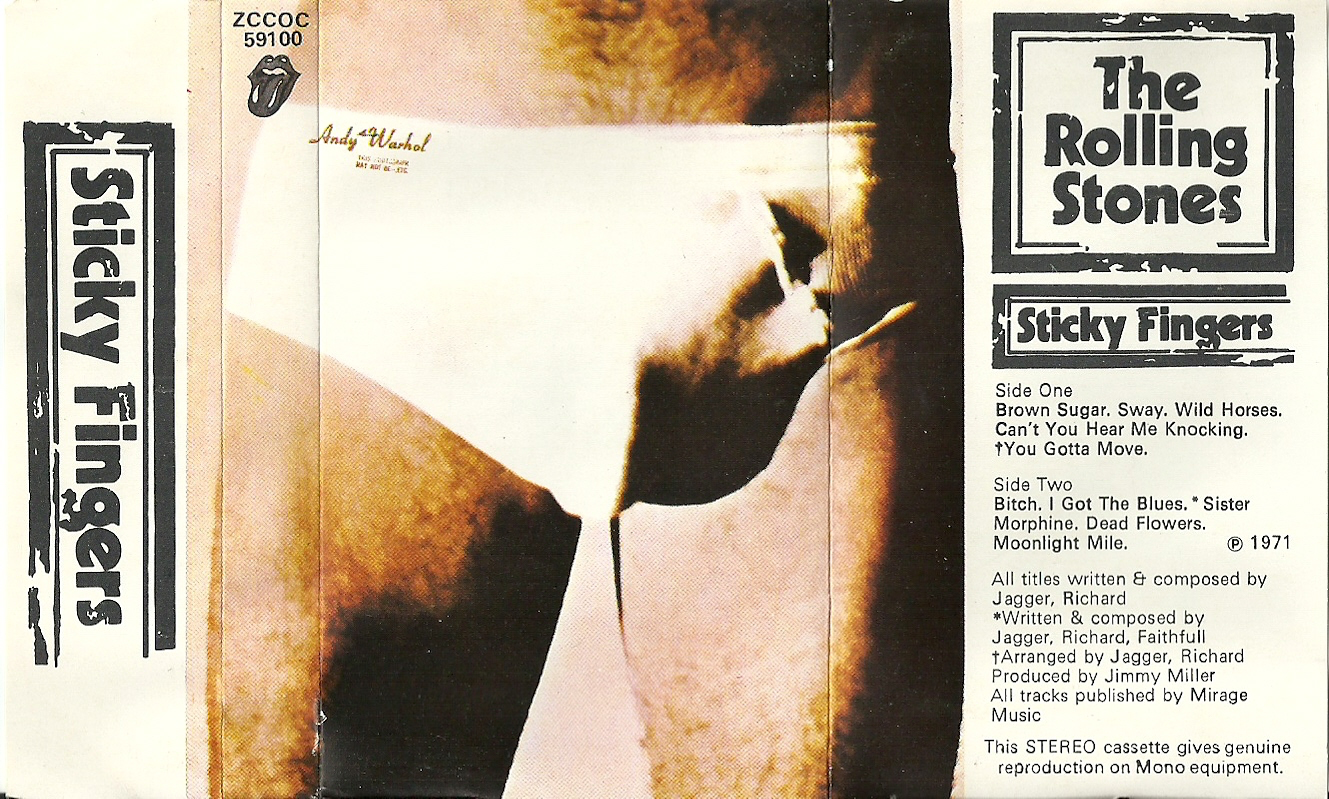 Sticky Fingers
ZCCOC
59100
Andy Warhol
MAY NOT BE
The
Rolling
Stones
Sticky Fingers
Side One
Brown Sugar. Sway. Wild Horses.
Can't You Hear Me Knocking.
†You Gotta Move.
Side Two
Bitch. I Got The Blues. * Sister
Morphine. Dead Flowers.
Moonlight Mile. ℗ 1971
All titles written & composed by
Jagger, Richard
*Written & composed by
Jagger, Richard, Faithfull
†Arranged by Jagger, Richard
Produced by Jimmy Miller
All tracks published by Mirage
Music
This STEREO cassette gives genuine
reproduction on Mono equipment.